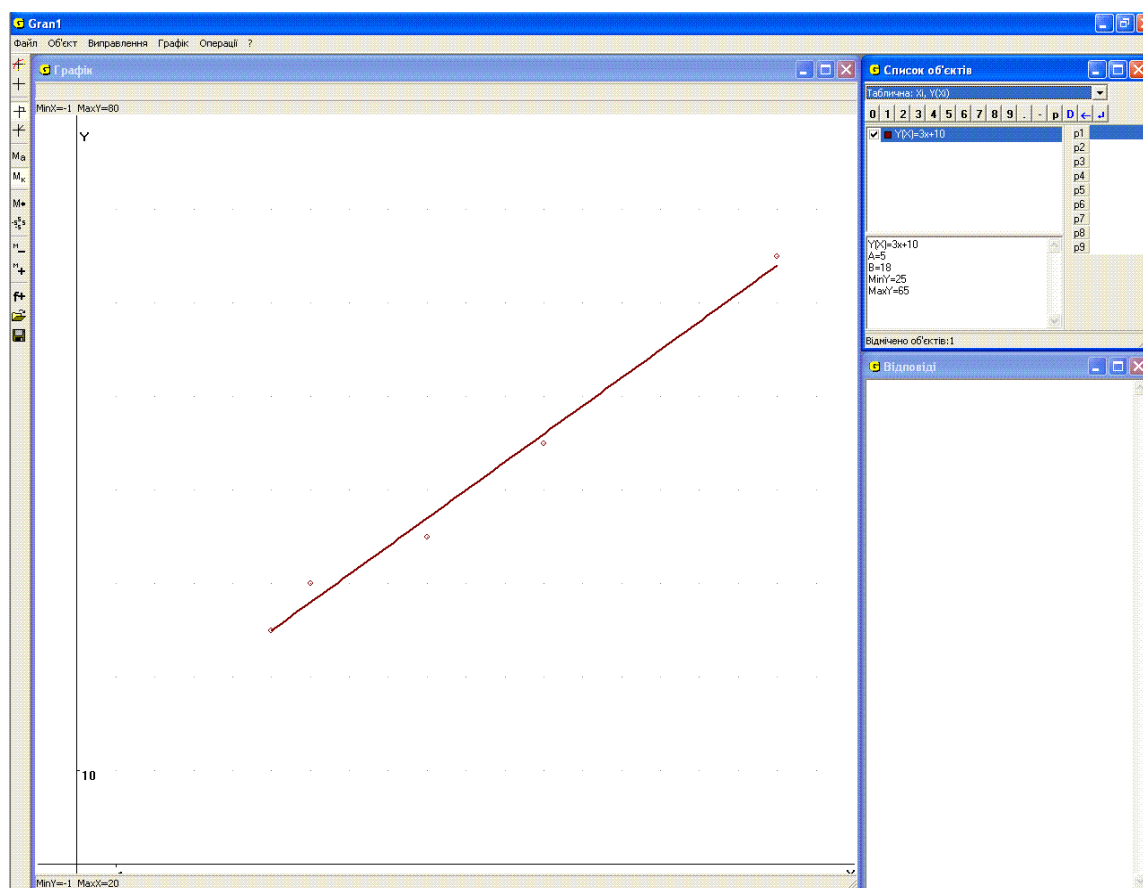 Gran1
Файл Об'єкт Виправлення Графік Операції ?
Графік
MinX=-1 MaxY=80
Y
10
1
X
MinY=-1 MaxX=20
Ma
Mк
M
-s s s
M
M
f+
Список об'єктів
Таблична: Xi, Y(Xi)
0 1 2 3 4 5 6 7 8 9 . - p D
Y(X)=3x+10
p1
p2
p3
p4
p5
p6
p7
p8
p9
Y(X)=3x+10
A=5
B=18
MinY=25
MaxY=65
Відмічено об'єктів:1
Відповіді